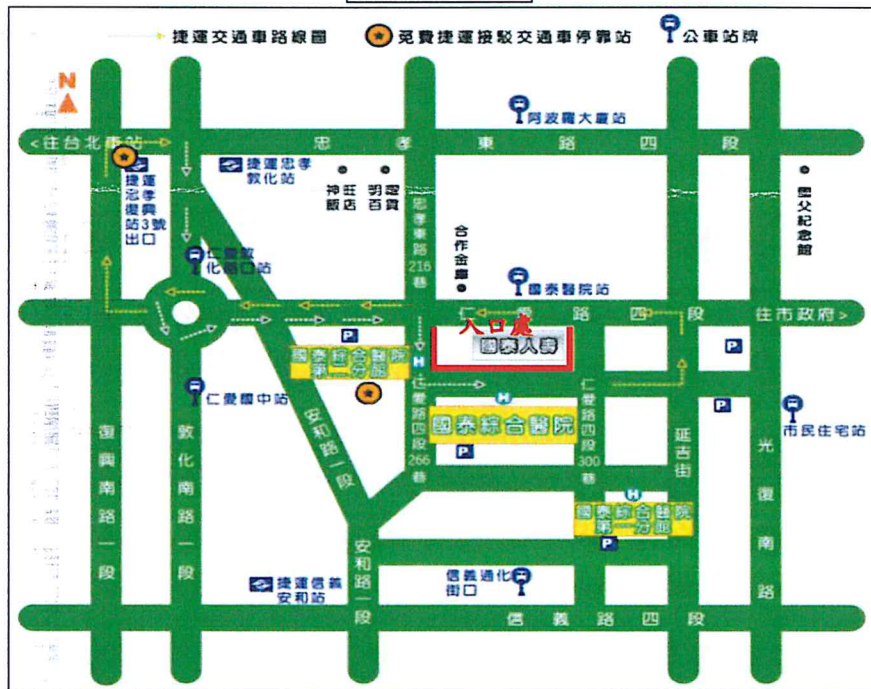 捷運交通車路線圖
免費捷運接駁交通車停靠站
公車站牌
N
阿波羅大廈站
<往台北車站
忠孝東路四段
捷運忠孝
敦化站
捷運
忠孝
復興
站3號
出口
神旺
飯店
明曜
百貨
忠孝東路216巷
合作金庫
國父紀念館
仁愛敦
化路口站
國泰醫院站
仁愛路四段
往市政府>
入口處
國泰人壽
P
國泰綜合醫院
第一分館
H
P
仁愛國中站
仁愛路四段266巷
H
仁愛路四段300巷
P
市民住宅站
國泰綜合醫院
P
安和路一段
復興南路一段
敦化南路一段
延吉街
光復南路
H
國泰綜合醫院
第一分館
P
安和路一段
捷運信義
安和站
信義通化
街口
信義路四段